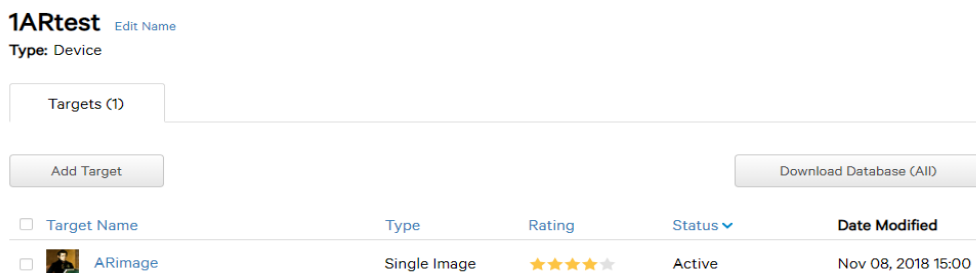 1ARtest Edit Name
Type: Device
Targets (1)
Add Target Download Database (All)
Target Name Type Rating Status Date Modified
ARimage Single Image Active Nov 08, 2018 15:00